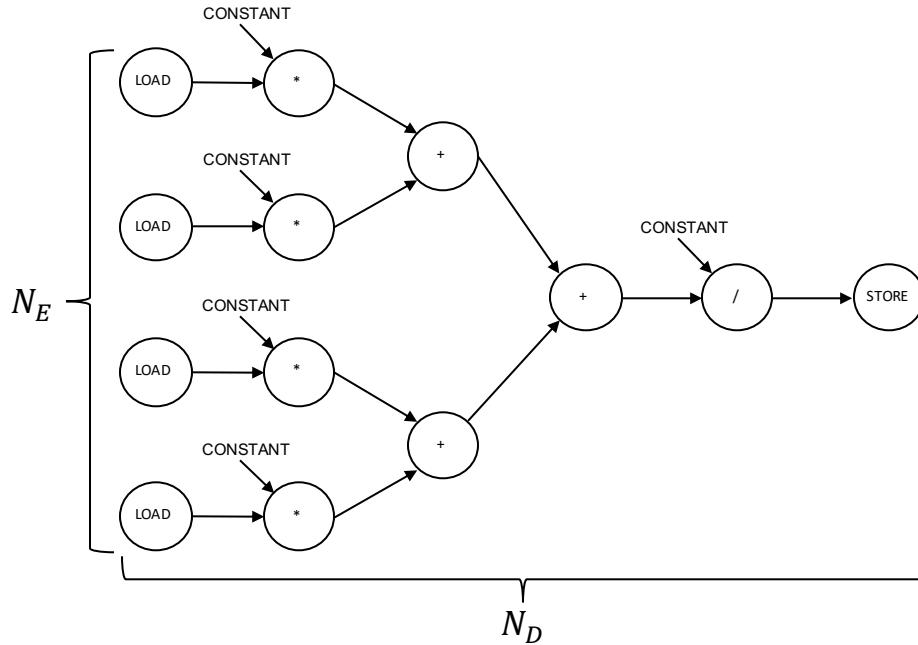 CONSTANT
LOAD
*
+
CONSTANT
LOAD
*
CONSTANT
+
/
STORE
N_E
CONSTANT
LOAD
*
+
CONSTANT
LOAD
*
N_D